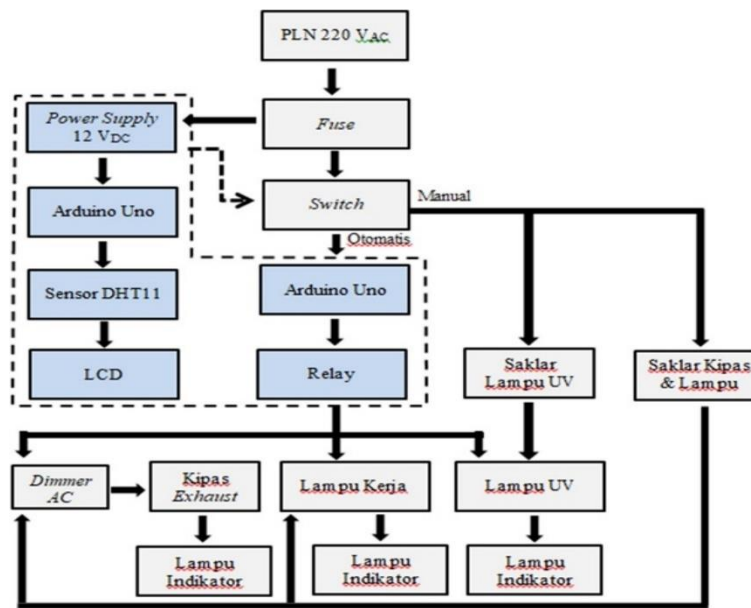 PLN 220 VAC
Power Supply
12 VDC
Fuse
Arduino Uno
Switch
Manual
Otomatis
Sensor DHT11
Arduino Uno
LCD
Relay
Saklar
Lampu UV
Saklar Kipas
& Lampu
Dimmer
AC
Kipas
Exhaust
Lampu Kerja
Lampu UV
Lampu
Indikator
Lampu
Indikator
Lampu
Indikator